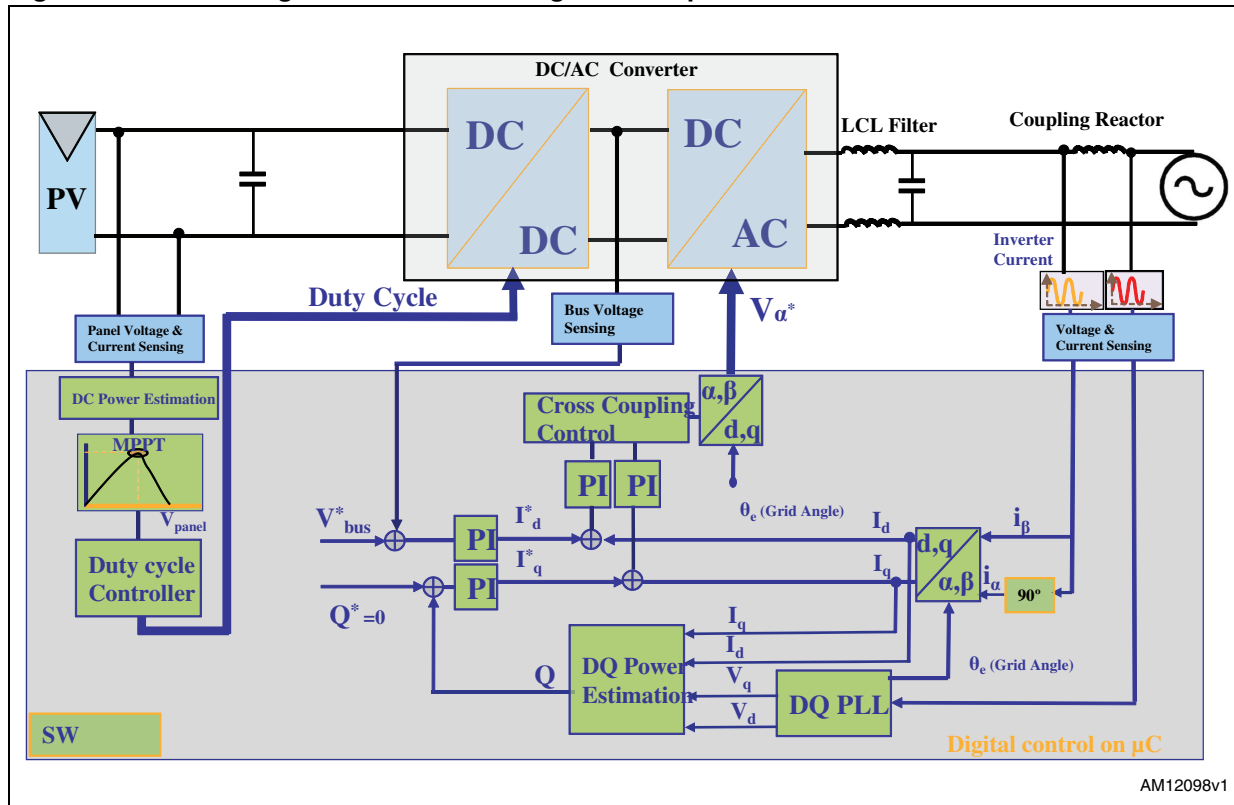 DC/AC Converter
PV
DC
DC
DC
AC
LCL Filter
Coupling Reactor
Inverter
Current
Duty Cycle
Bus Voltage
Sensing
Vα*
Panel Voltage &
Current Sensing
Voltage &
Current Sensing
DC Power Estimation
MPPT
Vpanel
Duty cycle
Controller
Cross Coupling
Control
α,β
d,q
PI
PI
θe (Grid Angle)
V*bus
PI
I*d
Id
d,q
α,β
iβ
iα
90º
PI
I*q
Iq
Q* =0
Iq
Id
Vq
Vd
Q
DQ Power
Estimation
DQ PLL
θe (Grid Angle)
SW
Digital control on µC
AM12098v1